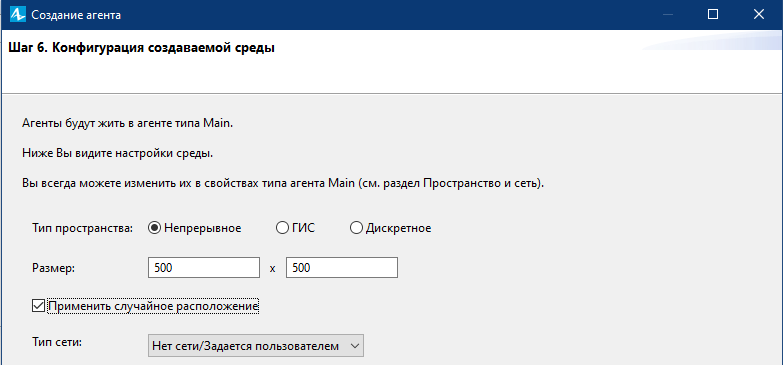 Создание агента
Шаг 6. Конфигурация создаваемой среды
Агенты будут жить в агенте типа Main.
Ниже Вы видите настройки среды.
Вы всегда можете изменить их в свойствах типа агента Main (см. раздел Пространство и сеть).
Тип пространства: Непрерывное ГИС Дискретное
Размер: 500 x 500
Применить случайное расположение
Тип сети: Нет сети/Задается пользователем